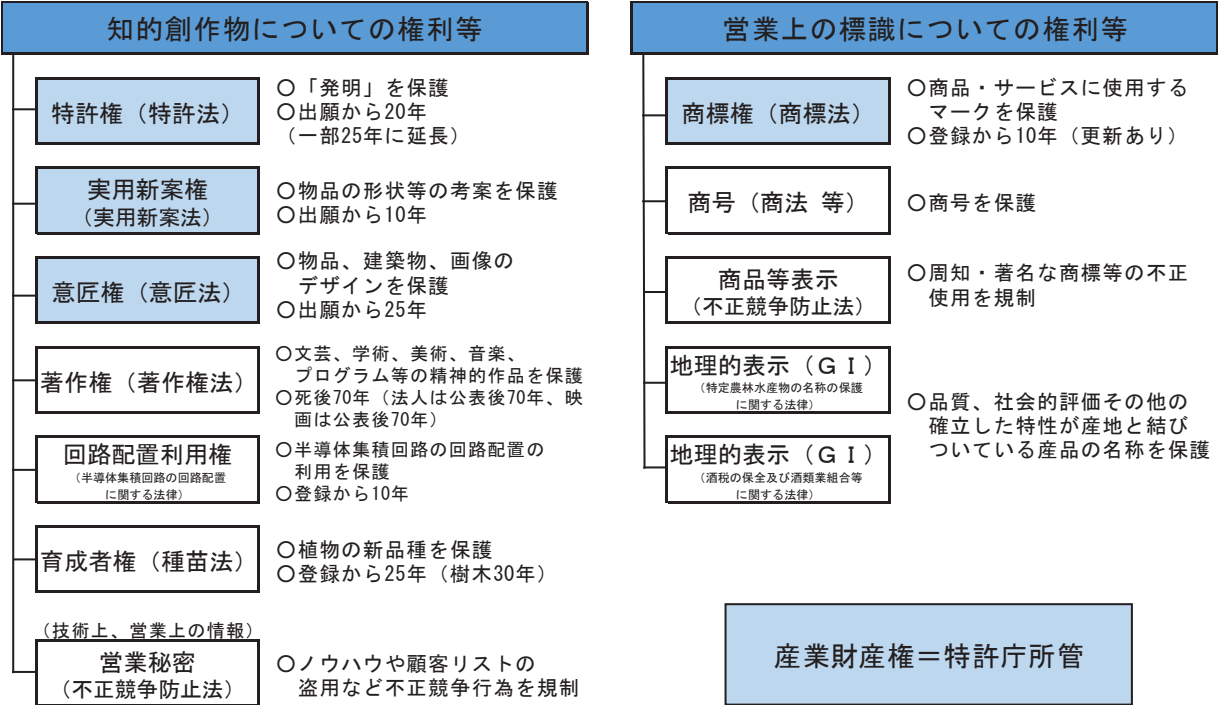 知的創作物についての権利等
特許権（特許法）
〇「発明」を保護
〇出願から20年
（一部25年に延長）
実用新案権
（実用新案法）
〇物品の形状等の考案を保護
〇出願から10年
意匠権（意匠法）
〇物品、建築物、画像の
デザインを保護
〇出願から25年
著作権（著作権法）
〇文芸、学術、美術、音楽、
プログラム等の精神的作品を保護
〇死後70年（法人は公表後70年、映
画は公表後70年）
回路配置利用権
（半導体集積回路の回路配置
に関する法律）
〇半導体集積回路の回路配置の
利用を保護
〇登録から10年
育成者権（種苗法）
〇植物の新品種を保護
〇登録から25年（樹木30年）
（技術上、営業上の情報）
営業秘密
（不正競争防止法）
〇ノウハウや顧客リストの
盗用など不正競争行為を規制
営業上の標識についての権利等
商標権（商標法）
〇商品・サービスに使用する
マークを保護
〇登録から10年（更新あり）
商号（商法 等）
〇商号を保護
商品等表示
（不正競争防止法）
〇周知・著名な商標等の不正
使用を規制
地理的表示（ＧＩ）
（特定農林水産物の名称の保護
に関する法律）
地理的表示（ＧＩ）
（酒税の保全及び酒類業組合等
に関する法律）
〇品質、社会的評価その他の
確立した特性が産地と結び
ついている産品の名称を保護
産業財産権＝特許庁所管